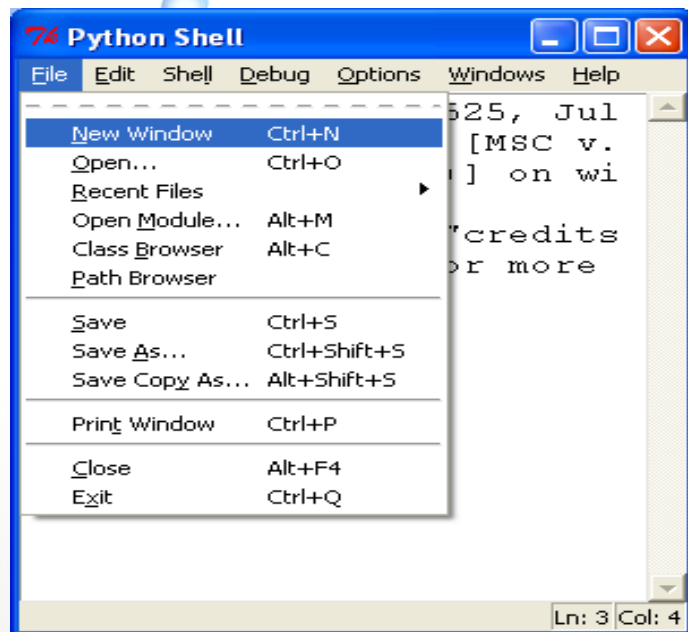 Python Shell
File Edit Shell Debug Options Windows Help
525, Jul
[MSC v.
] on wi
"credits
or more
New Window Ctrl+N
Open... Ctrl+O
Recent Files
Open Module... Alt+M
Class Browser Alt+C
Path Browser
Save Ctrl+S
Save As... Ctrl+Shift+S
Save Copy As... Alt+Shift+S
Print Window Ctrl+P
Close Alt+F4
Exit Ctrl+Q
Ln: 3 Col: 4